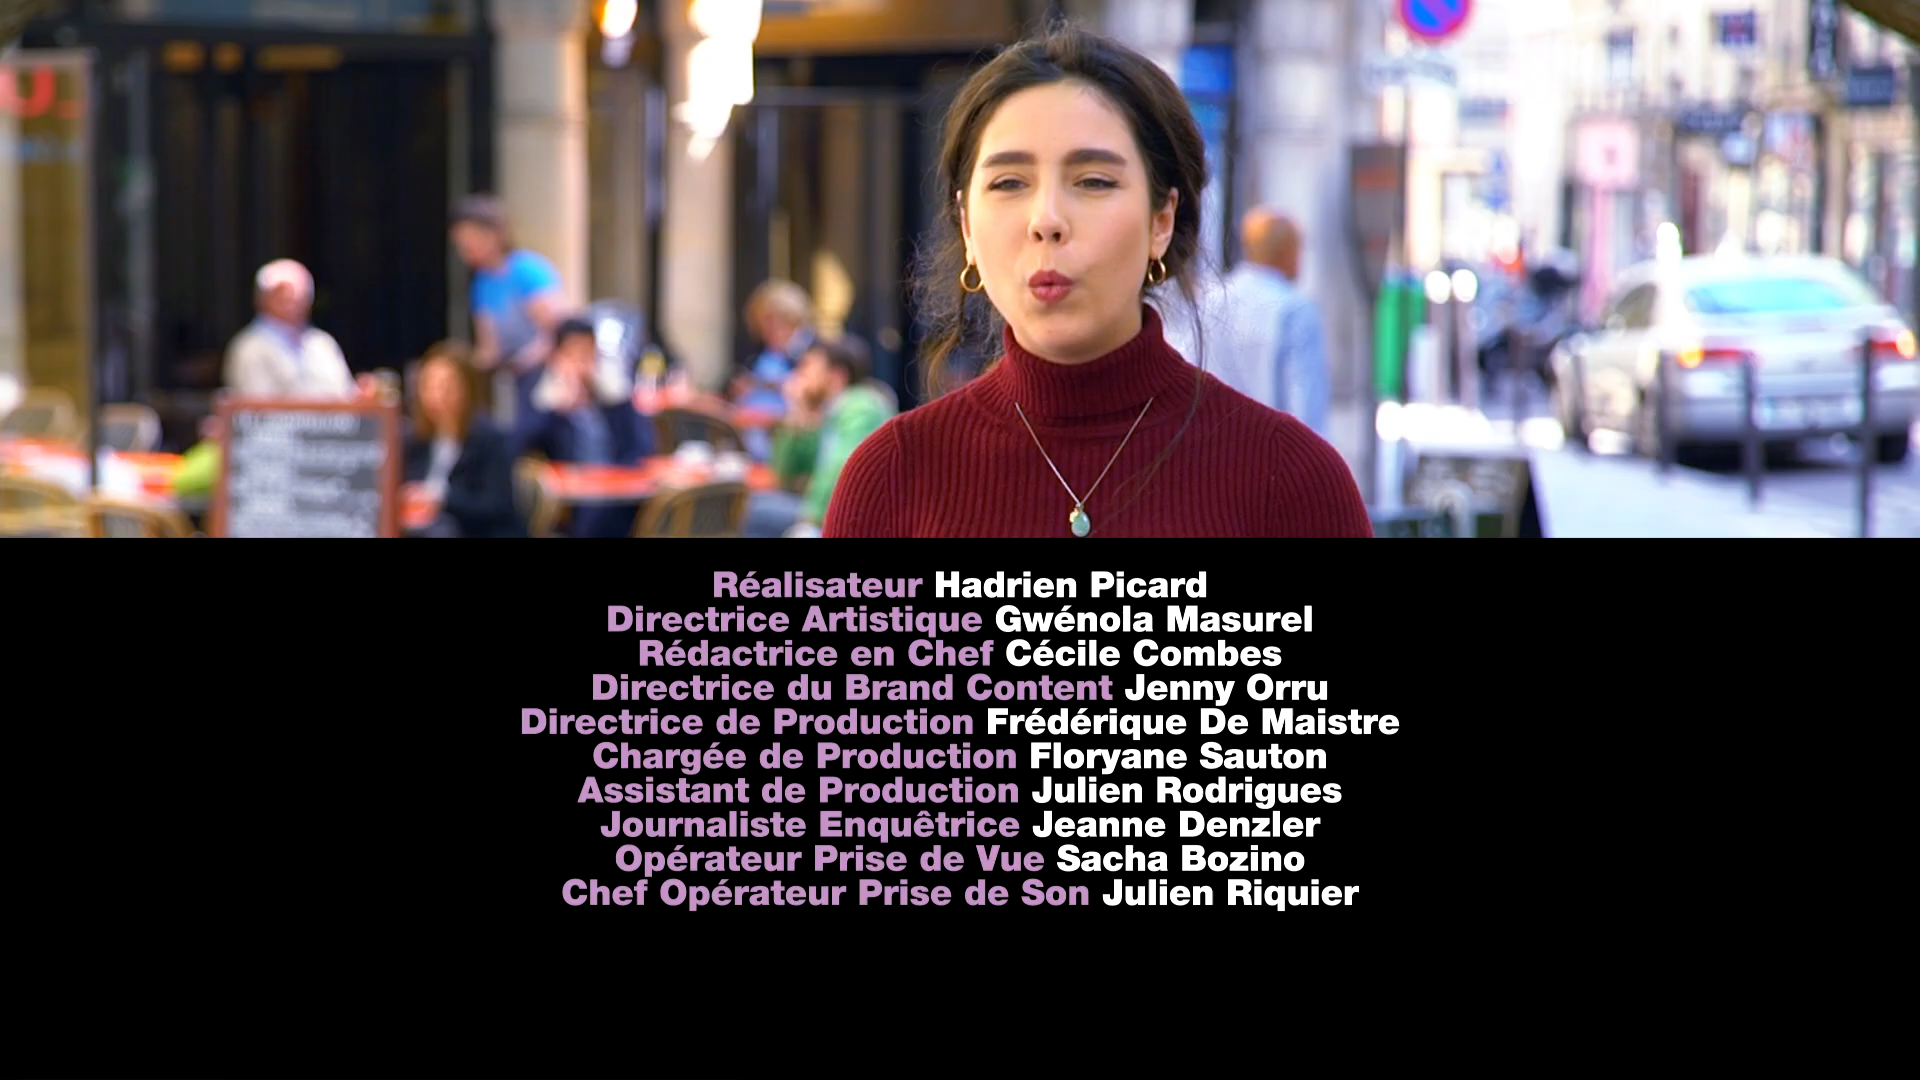 Réalisateur Hadrien Picard
Directrice Artistique Gwénola Masurel
Rédactrice en Chef Cécile Combes
Directrice du Brand Content Jenny Orru
Directrice de Production Frédérique De Maistre
Chargée de Production Floryane Sauton
Assistant de Production Julien Rodrigues
Journaliste Enquêtrice Jeanne Denzler
Opérateur Prise de Vue Sacha Bozino
Chef Opérateur Prise de Son Julien Riquier